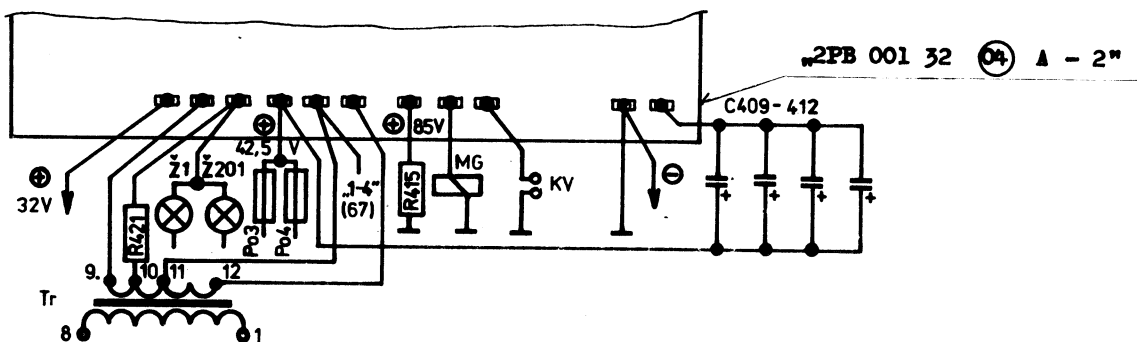 „2PB 001 32 04 A - 2"
C409-412
+
42,5 V
+
85V
Ž1 Ž201
MG
+
32V
„1-4"
(67)
R415
KV
-
+
+
+
+
R421
Po3
Po4
9.
10
11
12
Tr
8
1